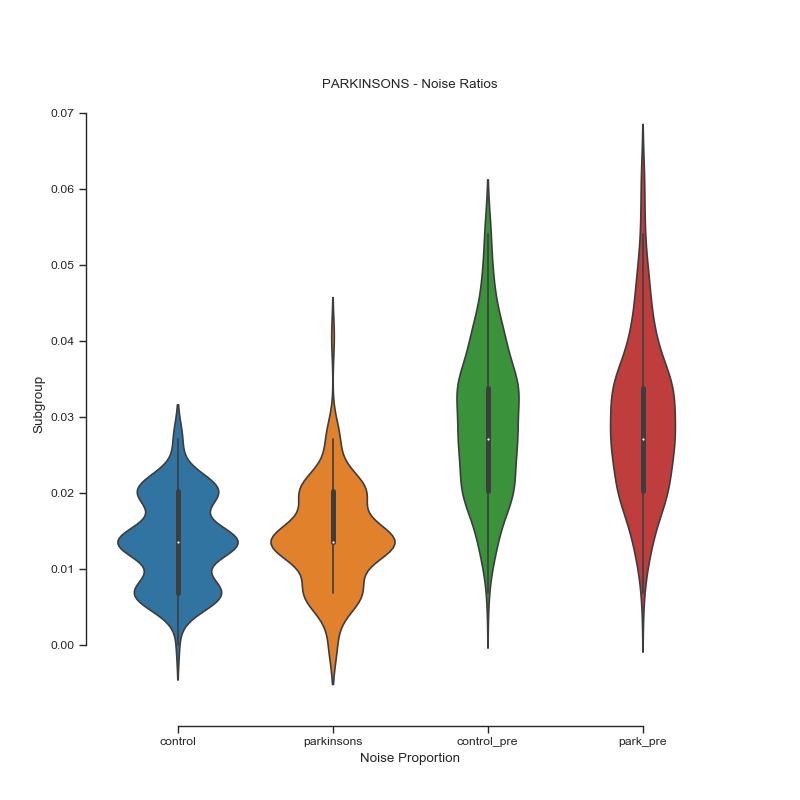 PARKINSONS - Noise Ratios
0.07
0.06
0.05
0.04
0.03
0.02
0.01
0.00
Subgroup
control parkinsons control_pre park_pre
Noise Proportion